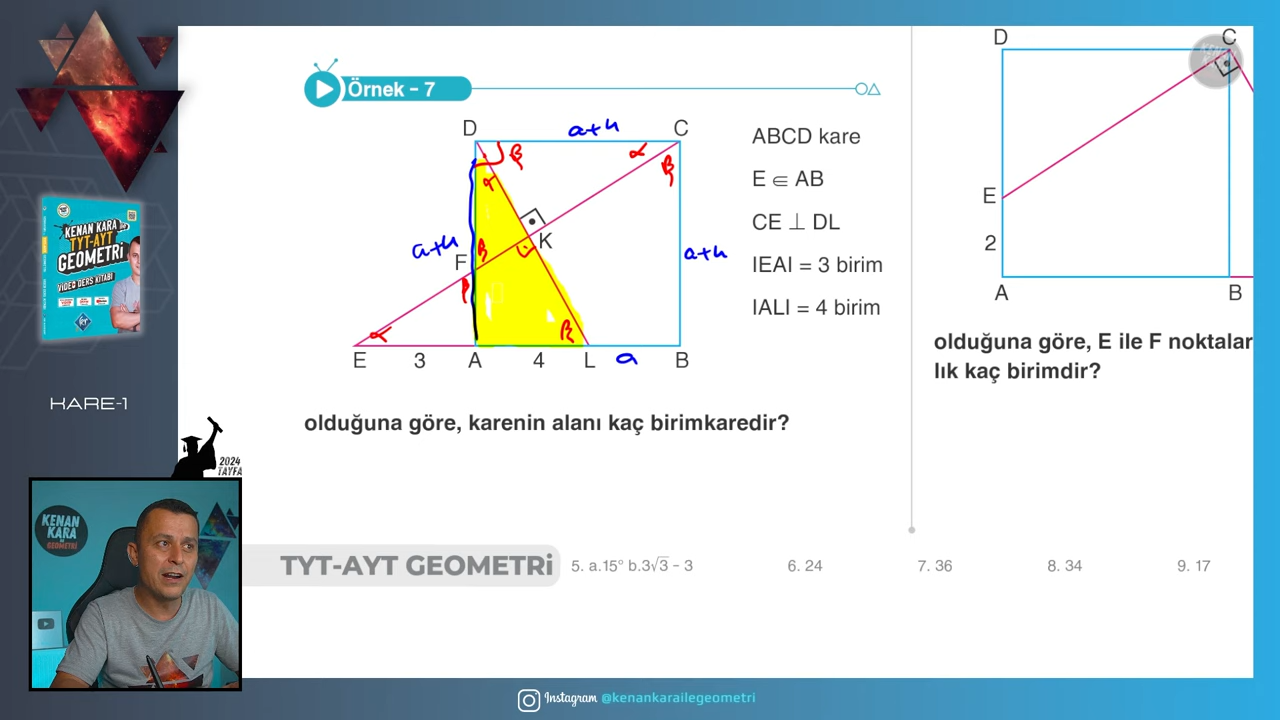 Örnek - 7
D
a+4
C
β
α
β
α
a+4
β
K
F
a+4
β
α
β
E
3
A
4
L
a
B
ABCD kare
E ∈ AB
CE ⊥ DL
IEAI = 3 birim
IALI = 4 birim
olduğuna göre, karenin alanı kaç birimkaredir?
D
C
E
2
A
B
olduğuna göre, E ile F noktalar
lık kaç birimdir?
KENAN KARA
TYT-AYT
GEOMETRİ
VİDEO DERS KİTABI
KARE-1
2024
TAYFA
KENAN
KARA
GEOMETRİ
TYT-AYT GEOMETRİ
5. a.15° b.3√3 - 3
6. 24
7. 36
8. 34
9. 17
Instagram @kenankarailegeometri